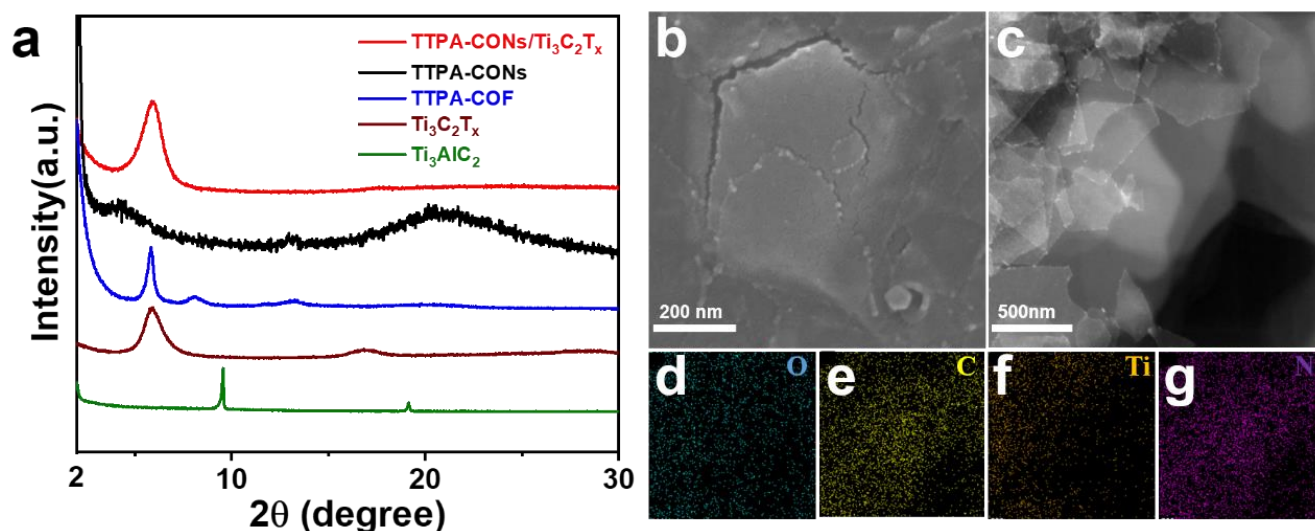 a
TTPA-CONs/Ti₃C₂Tₓ
TTPA-CONs
TTPA-COF
Ti₃C₂Tₓ
Ti₃AlC₂
Intensity(a.u.)
2 10 20 30
2θ (degree)
b
200 nm
c
500nm
d O
e C
f Ti
g N